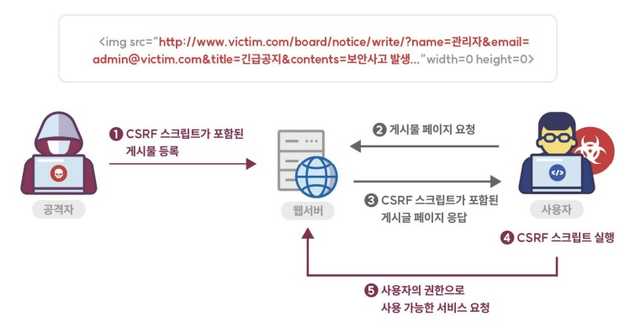 <img src="http://www.victim.com/board/notice/write/?name=관리자&email=
admin@victim.com&title=긴급공지&contents=보안사고 발생..."width=0 height=0>
1 CSRF 스크립트가 포함된
게시물 등록
2 게시물 페이지 요청
3 CSRF 스크립트가 포함된
게시글 페이지 응답
공격자
웹서버
</>
사용자
4 CSRF 스크립트 실행
5 사용자의 권한으로
사용 가능한 서비스 요청